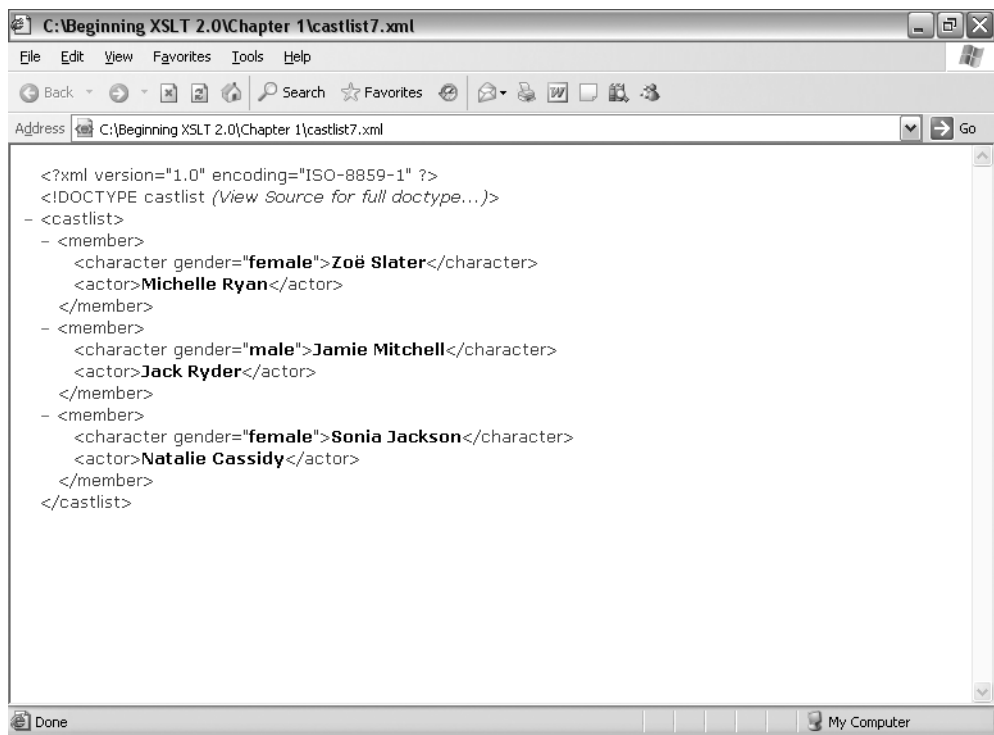 C:\Beginning XSLT 2.0\Chapter 1\castlist7.xml
File Edit View Favorites Tools Help
Back Search Favorites
Address C:\Beginning XSLT 2.0\Chapter 1\castlist7.xml Go
<?xml version="1.0" encoding="ISO-8859-1" ?>
<!DOCTYPE castlist (View Source for full doctype...)>
- <castlist>
- <member>
<character gender="female">Zoë Slater</character>
<actor>Michelle Ryan</actor>
</member>
- <member>
<character gender="male">Jamie Mitchell</character>
<actor>Jack Ryder</actor>
</member>
- <member>
<character gender="female">Sonia Jackson</character>
<actor>Natalie Cassidy</actor>
</member>
</castlist>
Done My Computer